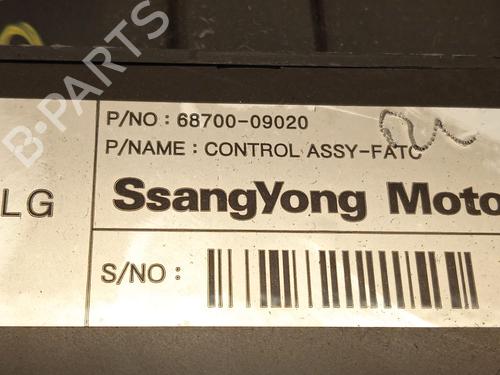 B-PARTS
P/NO : 68700-09020
P/NAME : CONTROL ASSY-FATC
LG
SsangYong Moto
S/NO :